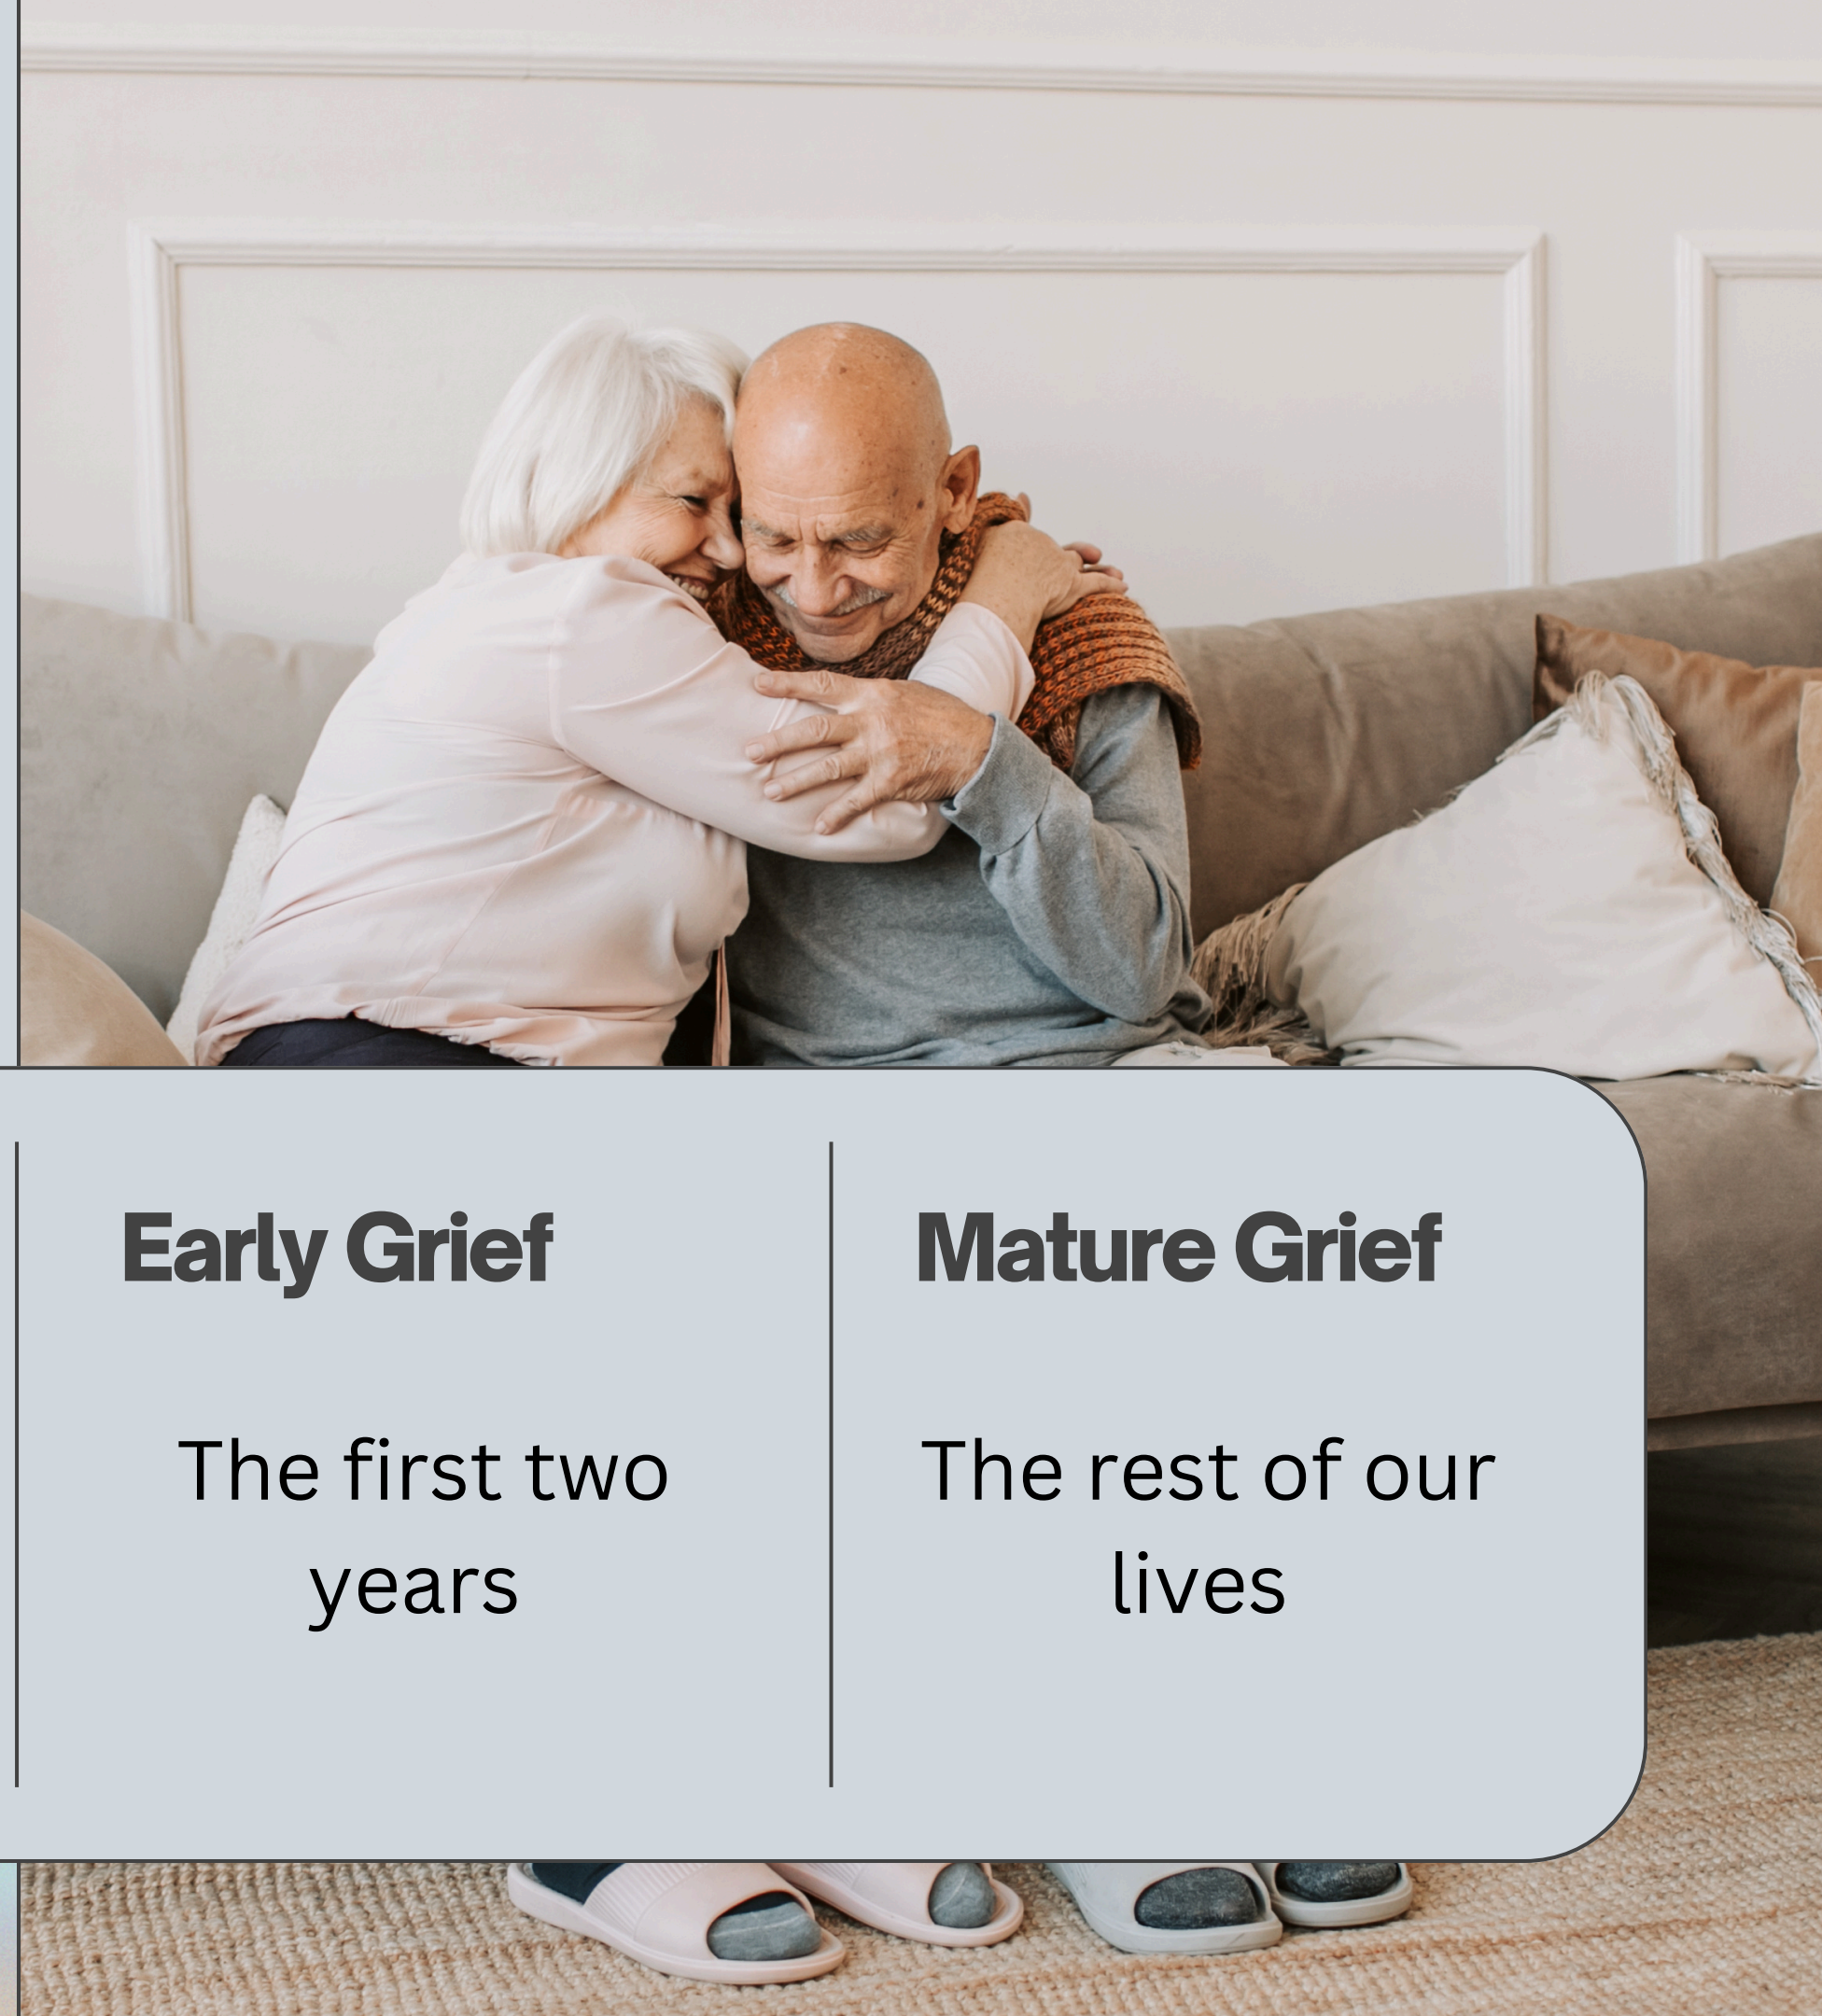 Early Grief
The first two
years
Mature Grief
The rest of our
lives